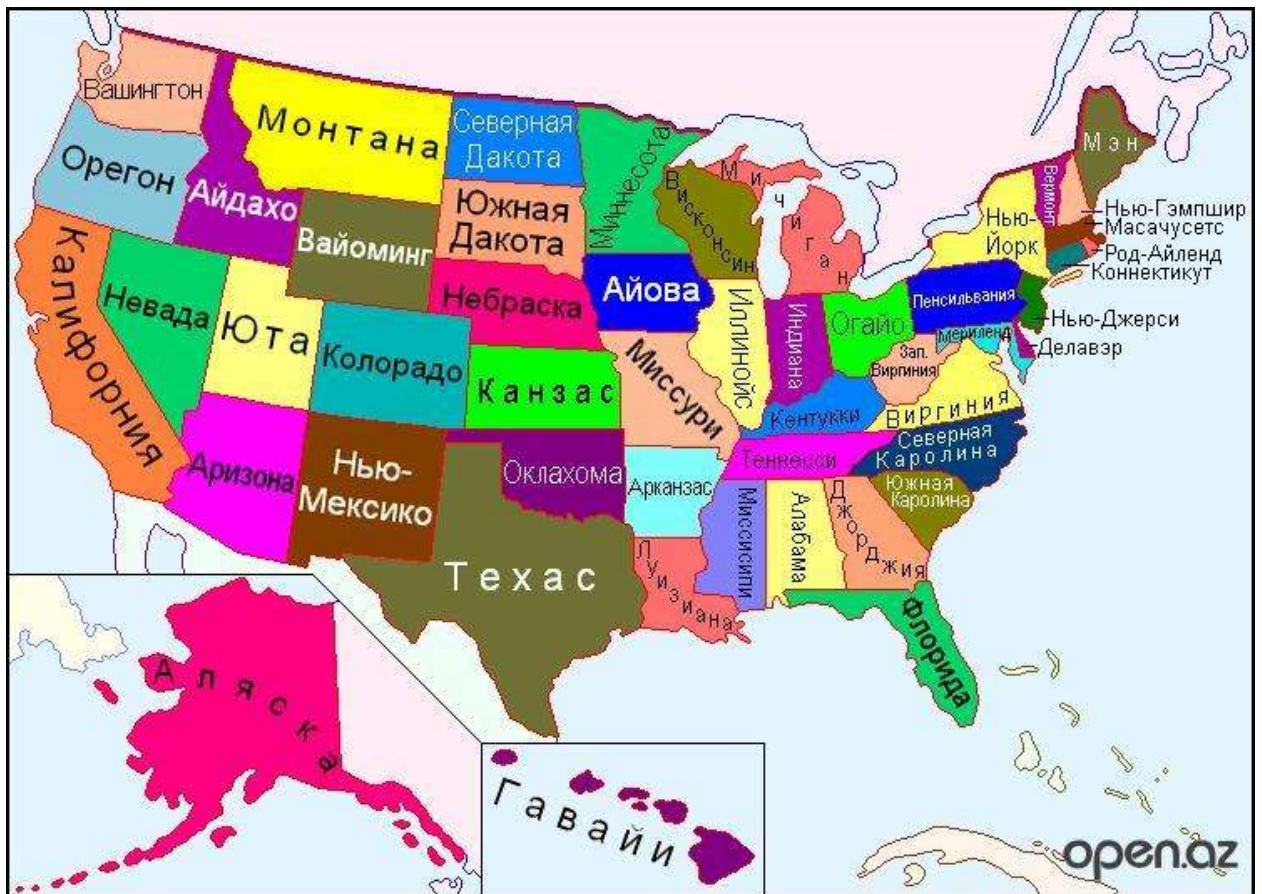 Вашингтон
Монтана
Северная
Дакота
Миннесота
Мэн
Орегон
Айдахо
Южная
Дакота
Висконсин
Мичиган
Вермонт
Нью-Гэмпшир
Масачусетс
Род-Айленд
Коннектикут
Нью-
Йорк
Вайоминг
Калифорния
Невада
Юта
Небраска
Айова
Иллинойс
Индиана
Огайо
Пенсильвания
Нью-Джерси
Мериленд
Делавэр
Колорадо
Канзас
Миссури
Зап.
Виргиния
Виргиния
Кентукки
Северная
Каролина
Аризона
Нью-
Мексико
Оклахома
Арканзас
Теннесси
Южная
Каролина
Техас
Луизиана
Миссисипи
Алабама
Джорджия
Флорида
Аляска
Гавайи
open.az